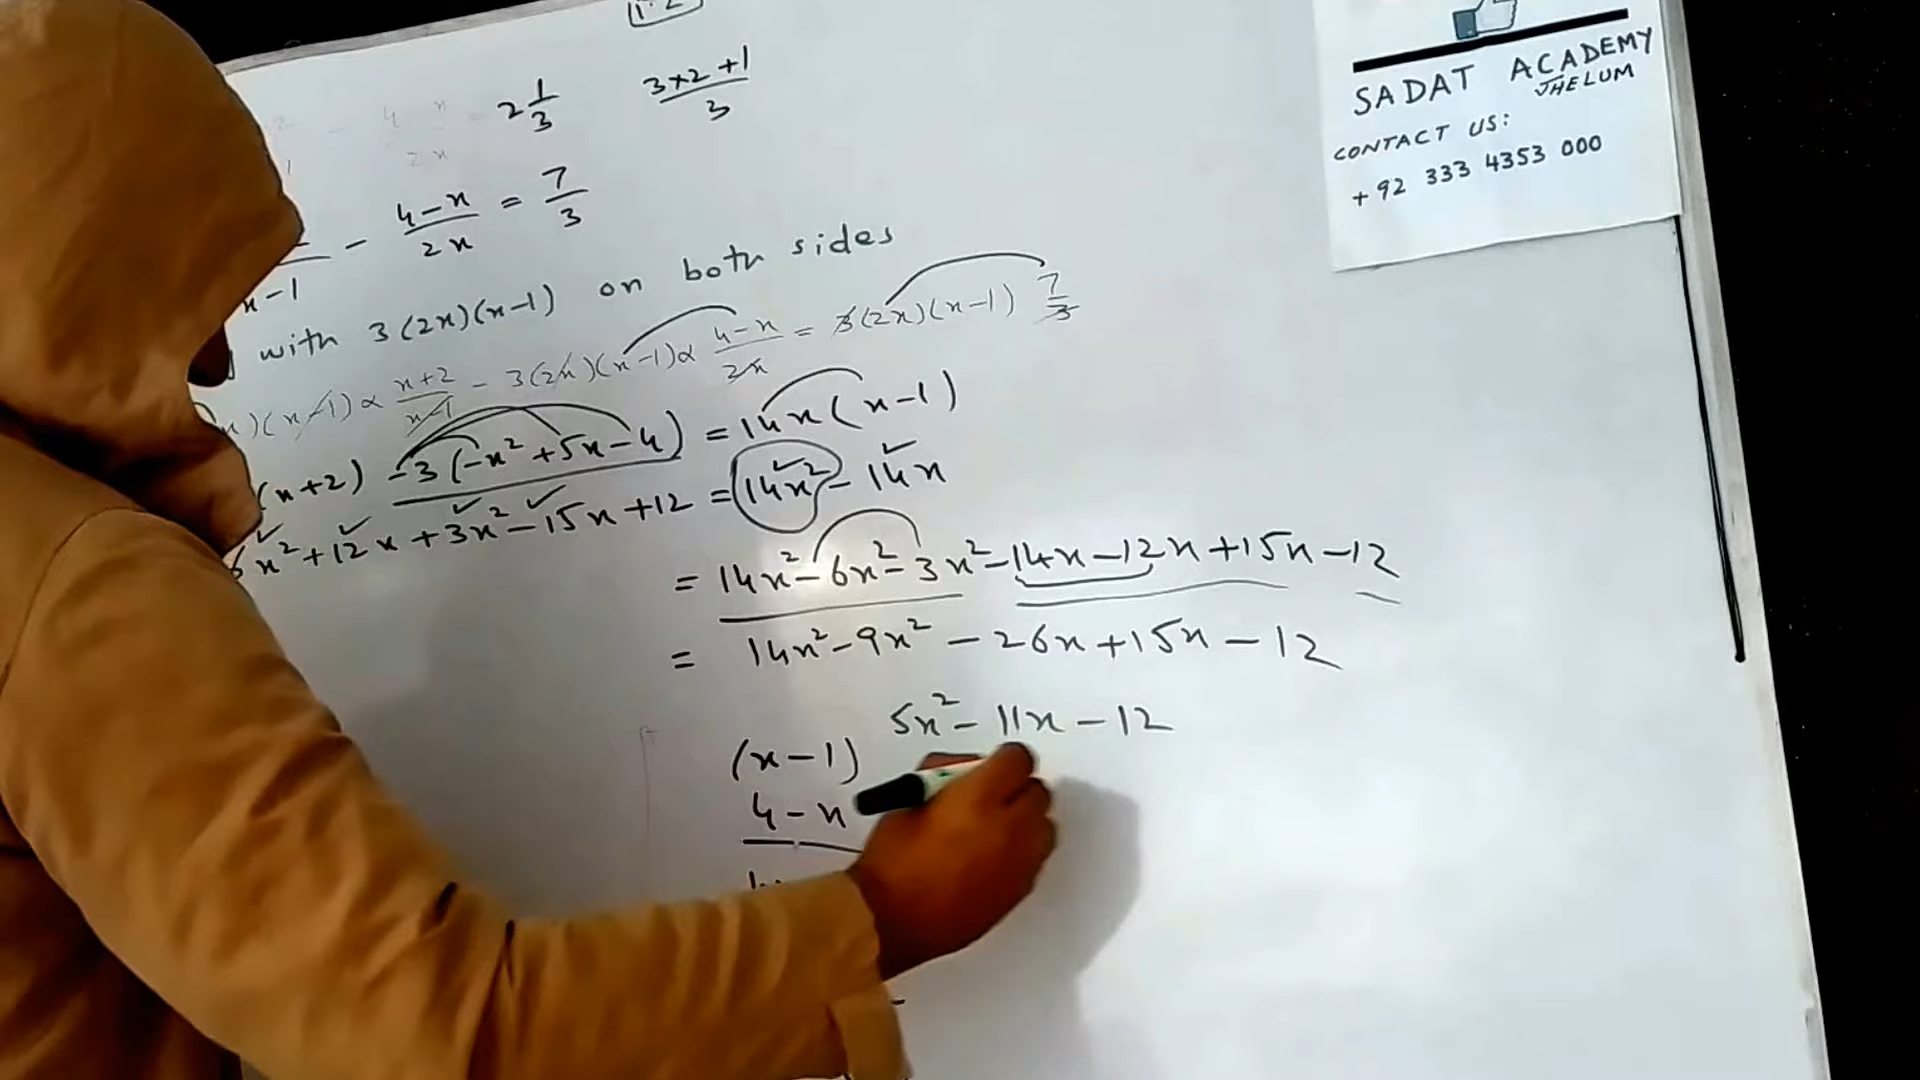 2 1/3   (3×2+1)/3
- (4-x)/(2x) = 7/3
x-1
with 3(2x)(x-1) on both sides
)(x-1) × (x+2)/(x-1) - 3(2x)(x-1)× (4-x)/(2x) = 3(2x)(x-1) 7/3
(x+2) -3(-x²+5x-4) = 14x(x-1)
6x²+12x+3x²-15x+12 = 14x²-14x
= 14x²-6x²-3x²-14x-12x+15x-12
= 14x²-9x²-26x+15x-12
5x²-11x-12
(x-1)
4-x
SADAT ACADEMY
JHELUM
CONTACT US:
+92 333 4353 000